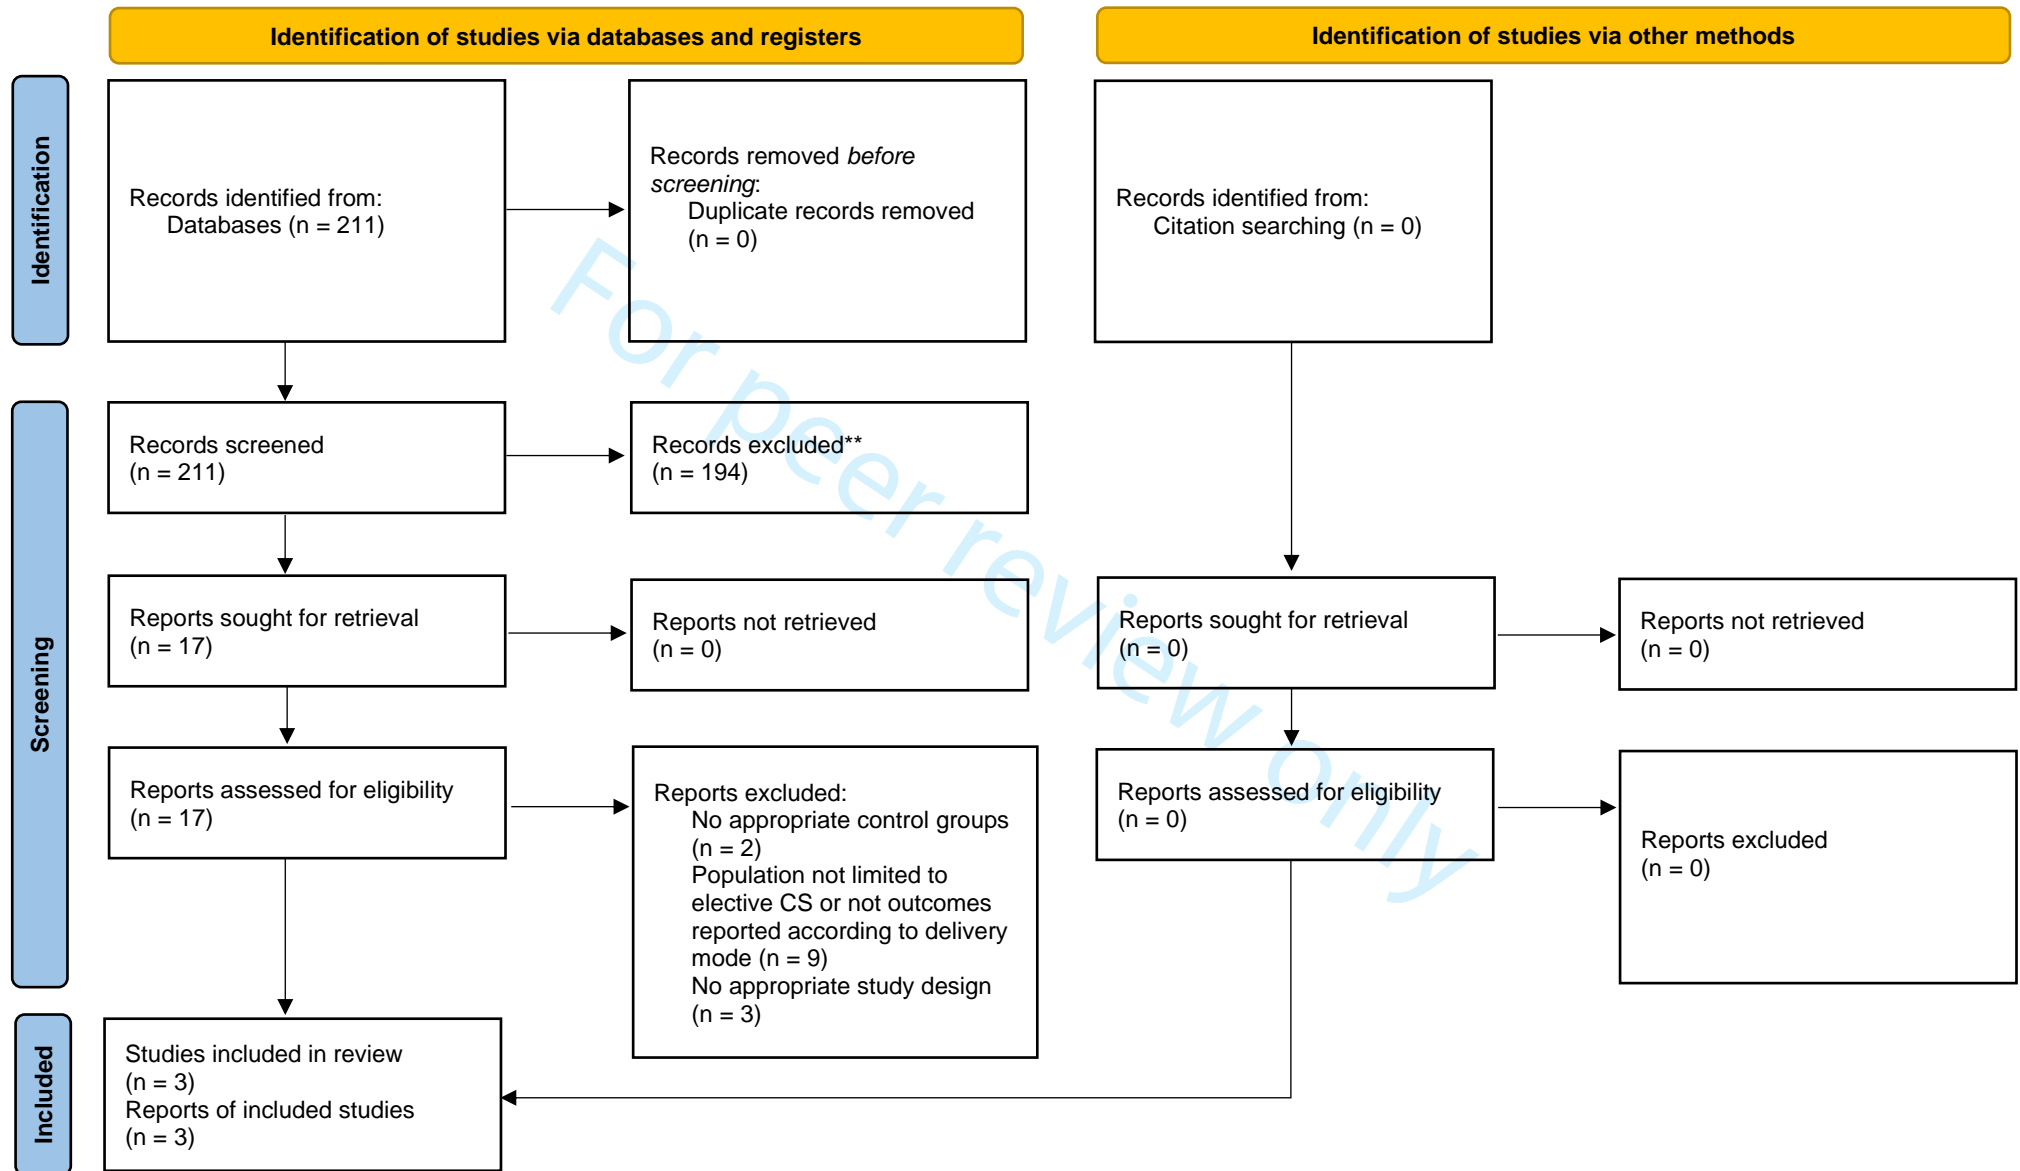 Identification of studies via databases and registers
Identification of studies via other methods
Identification
Records identified from:
Databases (n = 211)
Records removed before
screening:
Duplicate records removed
(n = 0)
Records identified from:
Citation searching (n = 0)
Screening
Records screened
(n = 211)
Records excluded**
(n = 194)
Reports sought for retrieval
(n = 17)
Reports not retrieved
(n = 0)
Reports sought for retrieval
(n = 0)
Reports not retrieved
(n = 0)
Reports assessed for eligibility
(n = 17)
Reports excluded:
No appropriate control groups
(n = 2)
Population not limited to
elective CS or not outcomes
reported according to delivery
mode (n = 9)
No appropriate study design
(n = 3)
Reports assessed for eligibility
(n = 0)
Reports excluded
(n = 0)
Included
Studies included in review
(n = 3)
Reports of included studies
(n = 3)
For peer review only